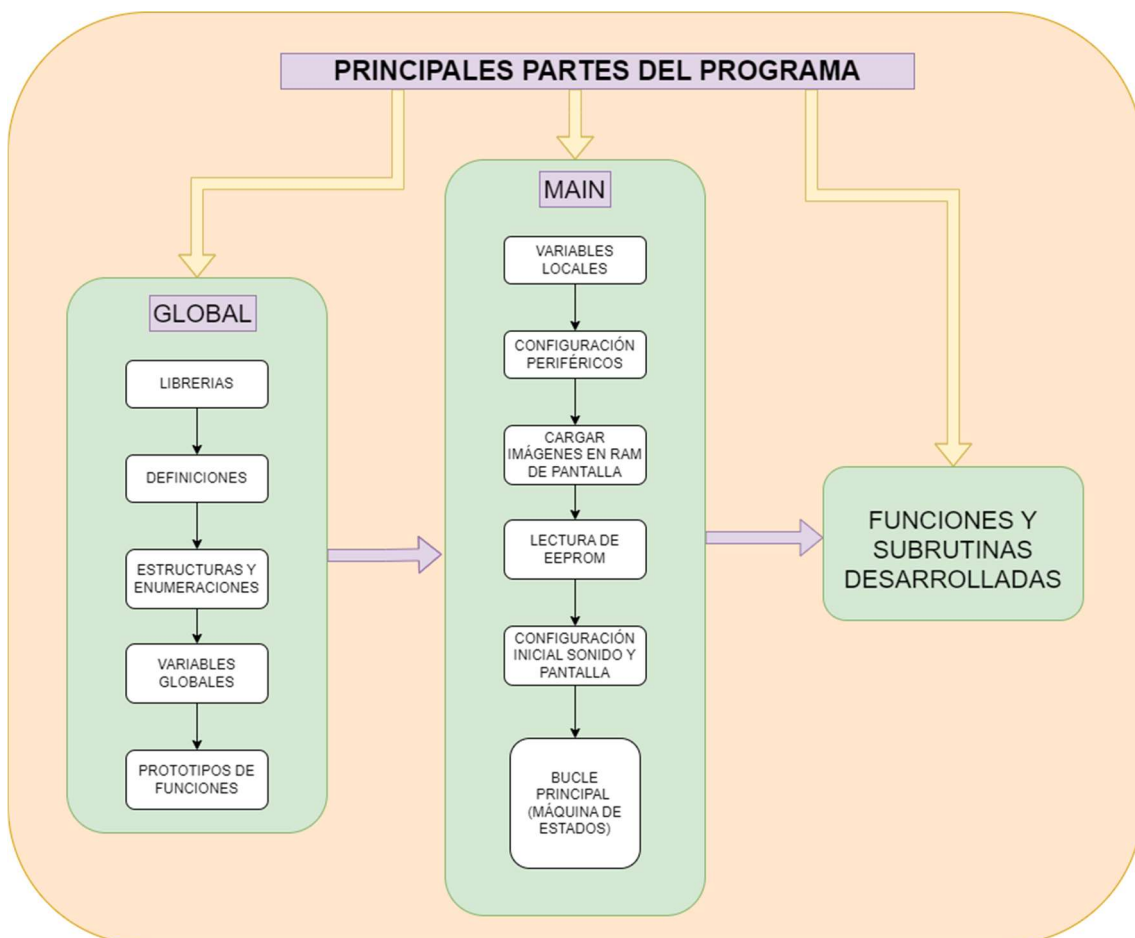 PRINCIPALES PARTES DEL PROGRAMA
GLOBAL
LIBRERIAS
DEFINICIONES
ESTRUCTURAS Y
ENUMERACIONES
VARIABLES
GLOBALES
PROTOTIPOS DE
FUNCIONES
MAIN
VARIABLES
LOCALES
CONFIGURACIÓN
PERIFÉRICOS
CARGAR
IMÁGENES EN RAM
DE PANTALLA
LECTURA DE
EEPROM
CONFIGURACIÓN
INICIAL SONIDO Y
PANTALLA
BUCLE
PRINCIPAL
(MÁQUINA DE
ESTADOS)
FUNCIONES Y
SUBRUTINAS
DESARROLLADAS